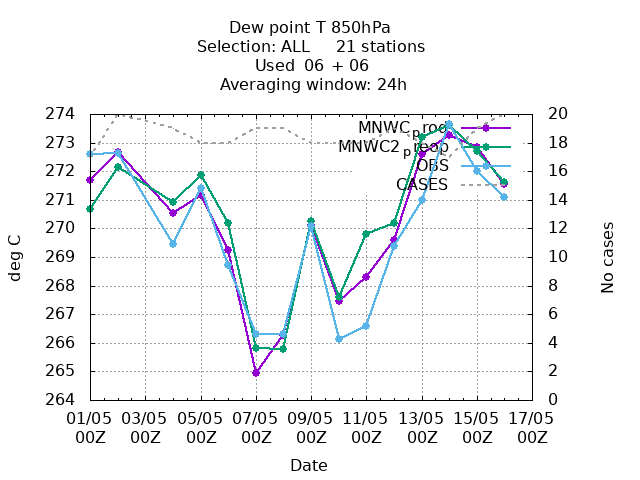 Dew point T 850hPa
Selection: ALL 21 stations
Used 06 + 06
Averaging window: 24h
deg C
No cases
274
273
272
271
270
269
268
267
266
265
264
20
18
16
14
12
10
8
6
4
2
0
MNWC_prod
MNWC2_preop
OBS
CASES
01/05 03/05 05/05 07/05 09/05 11/05 13/05 15/05 17/05
00Z 00Z 00Z 00Z 00Z 00Z 00Z 00Z 00Z
Date